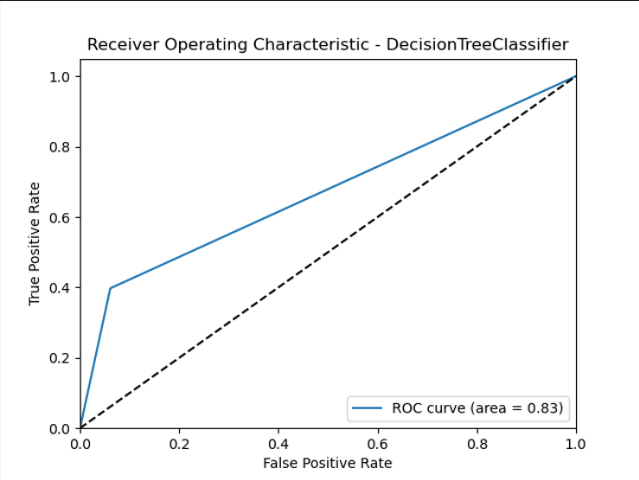 Receiver Operating Characteristic - DecisionTreeClassifier
1.0
0.8
0.6
0.4
0.2
0.0
True Positive Rate
ROC curve (area = 0.83)
0.0 0.2 0.4 0.6 0.8 1.0
False Positive Rate